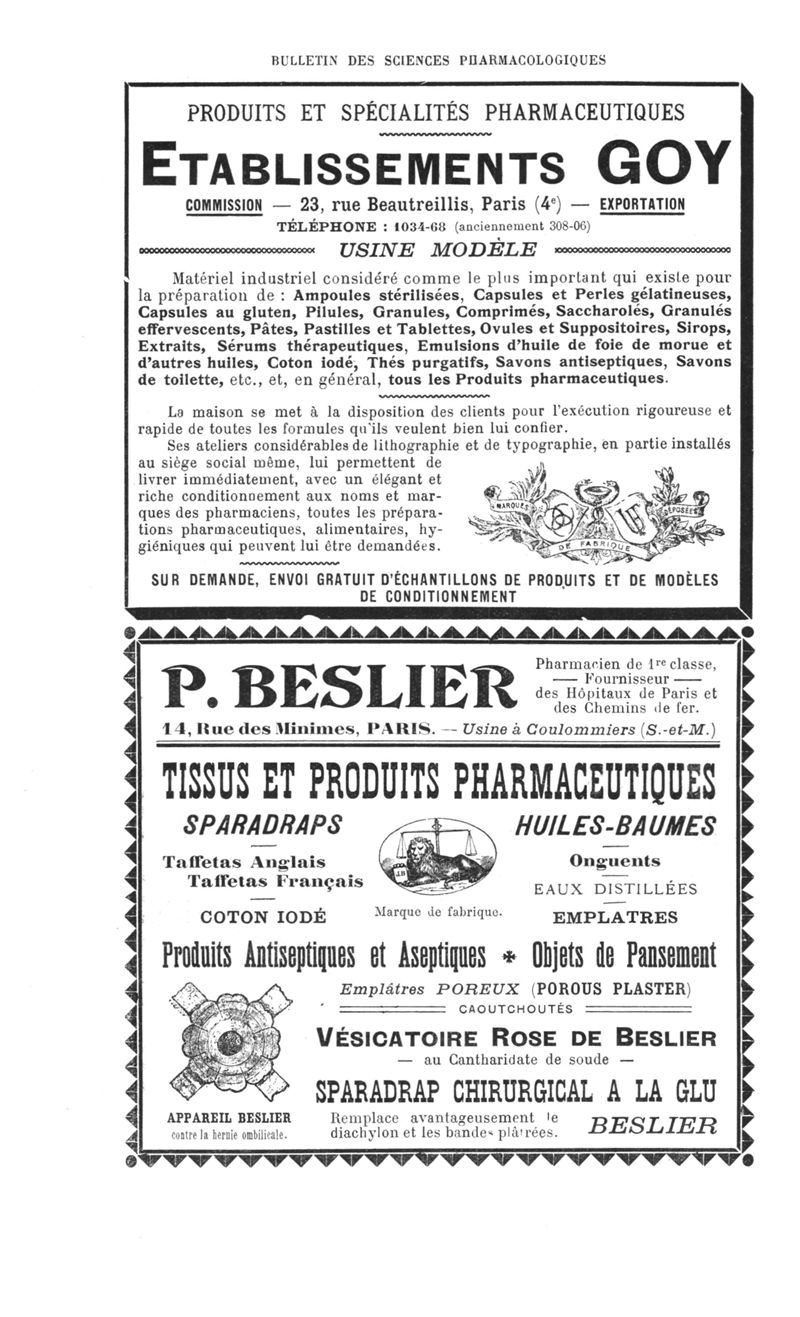 BULLETIN DES SCIENCES PHARMACOLOGIQUES
PRODUITS ET SPÉCIALITÉS PHARMACEUTIQUES
ETABLISSEMENTS GOY
COMMISSION — 23, rue Beautreillis, Paris (4e) — EXPORTATION
TÉLÉPHONE : 1034-68 (anciennement 308-06)
USINE MODÈLE
Matériel industriel considéré comme le plus important qui existe pour
la préparation de : Ampoules stérilisées, Capsules et Perles gélatineuses,
Capsules au gluten, Pilules, Granules, Comprimés, Saccharolés, Granulés
effervescents, Pâtes, Pastilles et Tablettes, Ovules et Suppositoires, Sirops,
Extraits, Sérums thérapeutiques, Emulsions d'huile de foie de morue et
d'autres huiles, Coton iodé, Thés purgatifs, Savons antiseptiques, Savons
de toilette, etc., et, en général, tous les Produits pharmaceutiques.
La maison se met à la disposition des clients pour l'exécution rigoureuse et
rapide de toutes les formules qu'ils veulent bien lui confier.
Ses ateliers considérables de lithographie et de typographie, en partie installés
au siège social même, lui permettent de
livrer immédiatement, avec un élégant et
riche conditionnement aux noms et mar-
ques des pharmaciens, toutes les prépara-
tions pharmaceutiques, alimentaires, hy-
giéniques qui peuvent lui être demandées.
MARQUES DÉPOSÉES
DE FABRIQUE
SUR DEMANDE, ENVOI GRATUIT D'ÉCHANTILLONS DE PRODUITS ET DE MODÈLES
DE CONDITIONNEMENT
P. BESLIER
Pharmacien de 1re classe,
— Fournisseur —
des Hôpitaux de Paris et
des Chemins de fer.
14, Rue des Minimes, PARIS. — Usine à Coulommiers (S.-et-M.)
TISSUS ET PRODUITS PHARMACEUTIQUES
SPARADRAPS
Taffetas Anglais
Taffetas Français
COTON IODÉ
J.B
Marque de fabrique.
HUILES-BAUMES
Onguents
EAUX DISTILLÉES
EMPLATRES
Produits Antiseptiques et Aseptiques ✠ Objets de Pansement
Emplâtres POREUX (POROUS PLASTER)
CAOUTCHOUTÉS
VÉSICATOIRE ROSE DE BESLIER
— au Cantharidate de soude —
SPARADRAP CHIRURGICAL A LA GLU
APPAREIL BESLIER
contre la hernie ombilicale.
Remplace avantageusement le
diachylon et les bandes plâtrées.
BESLIER